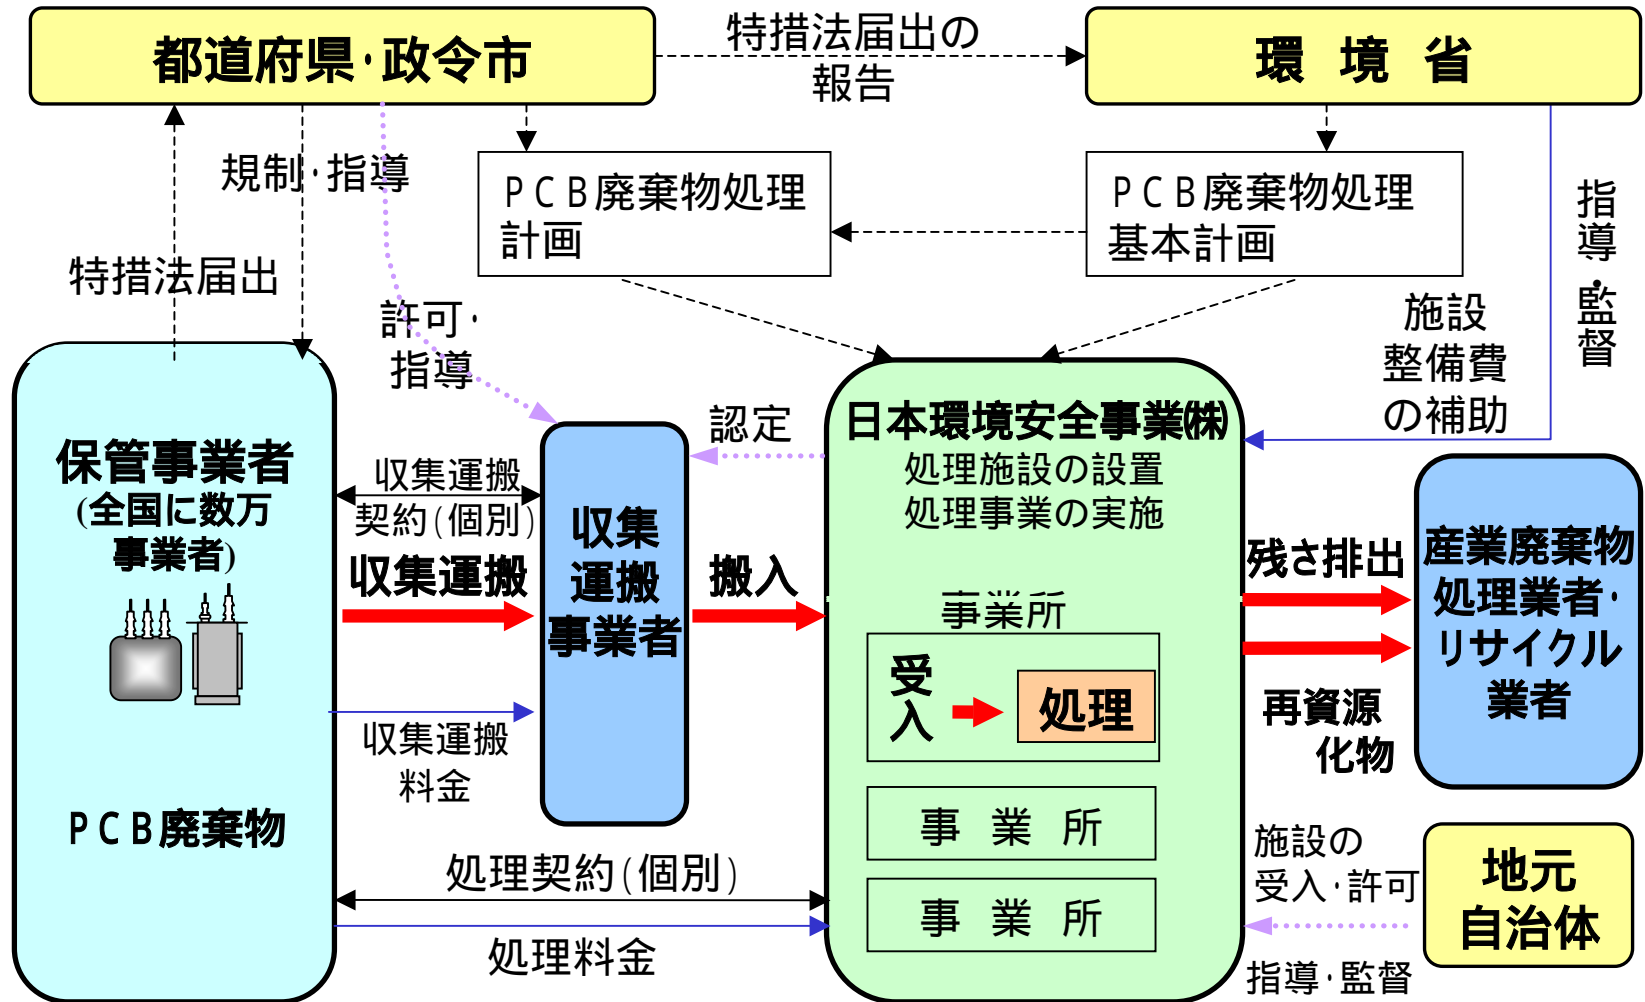 都道府県・政令市
特措法届出の
報告
環 境 省
規制・指導
特措法届出
PCB廃棄物処理
計画
PCB廃棄物処理
基本計画
指導・監督
許可・
指導
施設
整備費
の補助
保管事業者
(全国に数万
事業者)
PCB廃棄物
収集運搬
契約(個別)
収集運搬
収集運搬
料金
収集
運搬
事業者
認定
搬入
日本環境安全事業㈱
処理施設の設置
処理事業の実施
事業所
受入
処理
事 業 所
事 業 所
残さ排出
再資源
化物
産業廃棄物
処理業者・
リサイクル
業者
処理契約(個別)
処理料金
施設の
受入・許可
指導・監督
地元
自治体